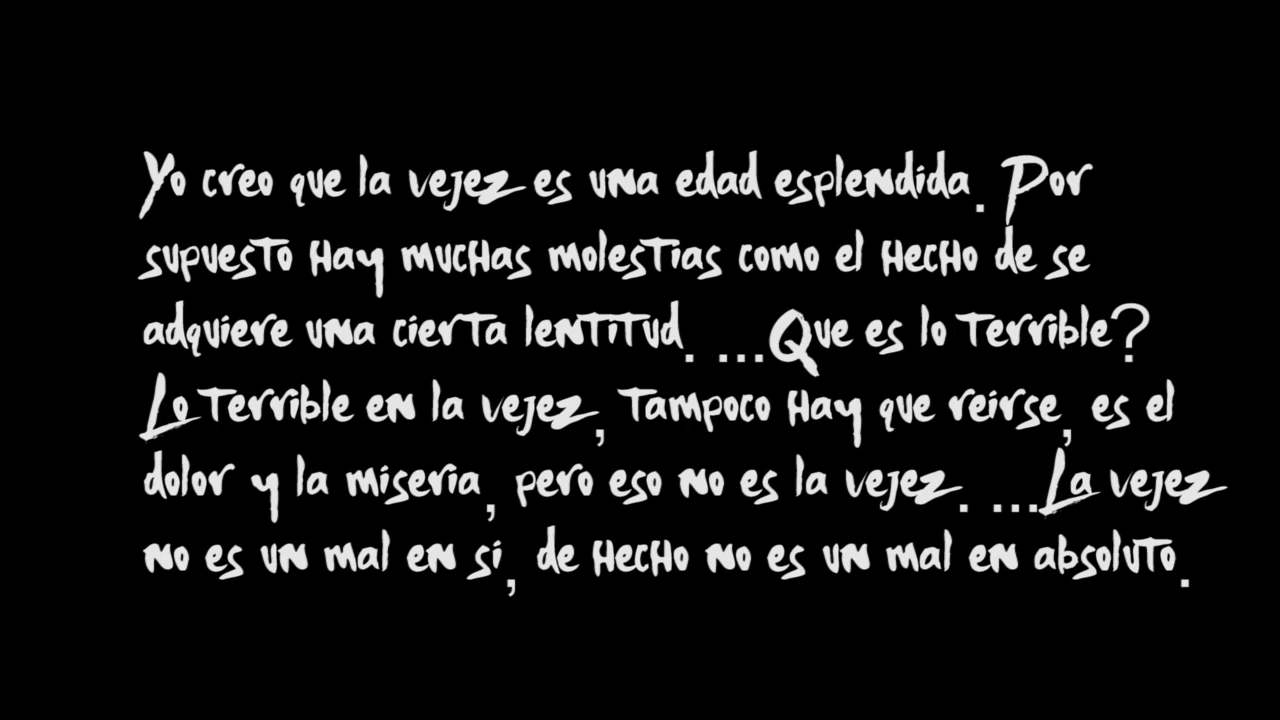 Yo creo que la vejez es una edad esplendida. Por
supuesto hay muchas molestias como el hecho de se
adquiere una cierta lentitud. ...Que es lo terrible?
Lo terrible en la vejez, tampoco hay que reirse, es el
dolor y la miseria, pero eso no es la vejez. ...La vejez
no es un mal en si, de hecho no es un mal en absoluto.